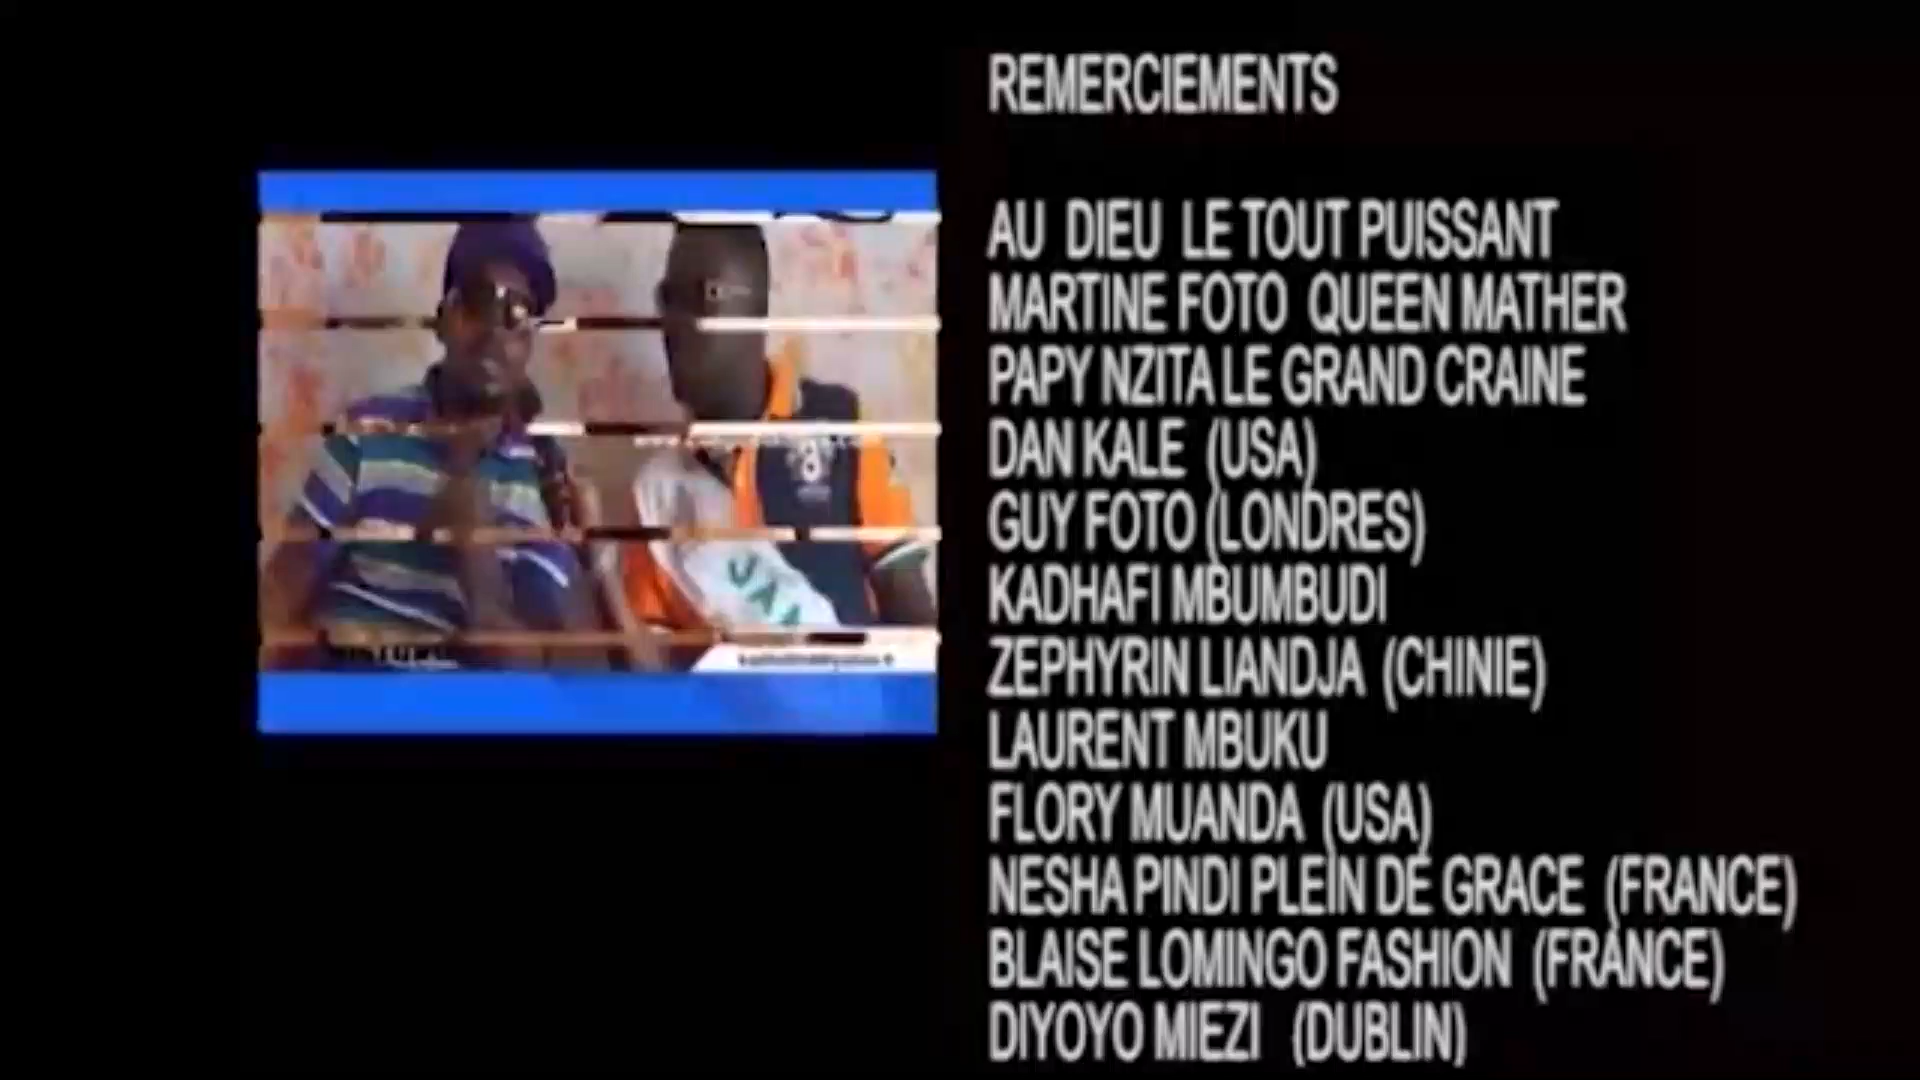 REMERCIEMENTS
AU DIEU LE TOUT PUISSANT
MARTINE FOTO QUEEN MATHER
PAPY NZITA LE GRAND CRAINE
DAN KALE (USA)
GUY FOTO (LONDRES)
KADHAFI MBUMBUDI
ZEPHYRIN LIANDJA (CHINIE)
LAURENT MBUKU
FLORY MUANDA (USA)
NESHA PINDI PLEIN DE GRACE (FRANCE)
BLAISE LOMINGO FASHION (FRANCE)
DIYOYO MIEZI (DUBLIN)